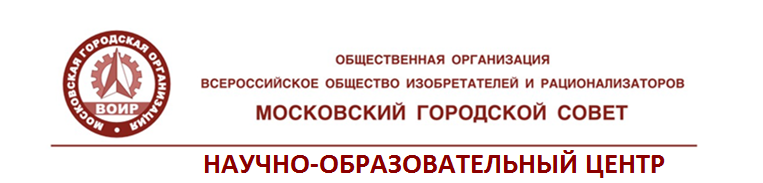 МОСКОВСКАЯ ГОРОДСКАЯ ОРГАНИЗАЦИЯ
ВОИР
ОБЩЕСТВЕННАЯ ОРГАНИЗАЦИЯ
ВСЕРОССИЙСКОЕ ОБЩЕСТВО ИЗОБРЕТАТЕЛЕЙ И РАЦИОНАЛИЗАТОРОВ
МОСКОВСКИЙ ГОРОДСКОЙ СОВЕТ
НАУЧНО-ОБРАЗОВАТЕЛЬНЫЙ ЦЕНТР